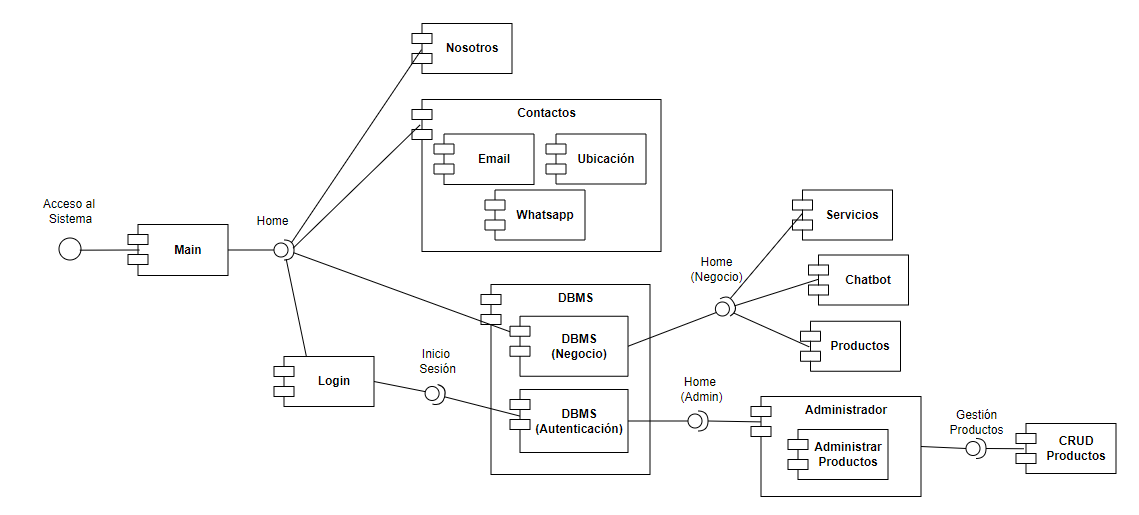 Nosotros
Contactos
Email
Ubicación
Whatsapp
Acceso al
Sistema
Main
Home
Servicios
Home
(Negocio)
Chatbot
Productos
DBMS
DBMS
(Negocio)
Login
Inicio
Sesión
DBMS
(Autenticación)
Home
(Admin)
Administrador
Administrar
Productos
Gestión
Productos
CRUD
Productos